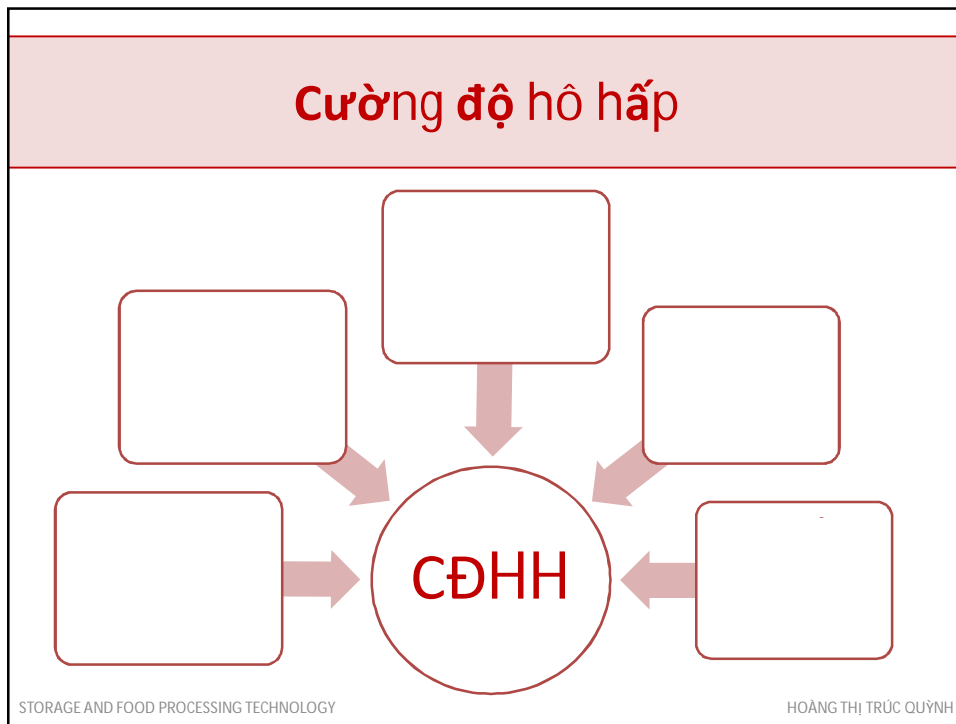 Cường độ hô hấp
CĐHH
STORAGE AND FOOD PROCESSING TECHNOLOGY
HOÀNG THỊ TRÚC QUỲNH